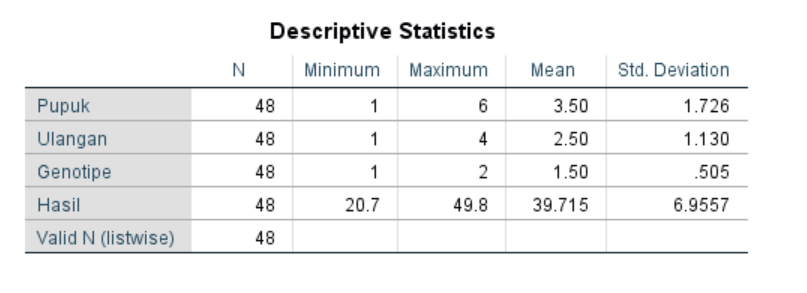 Descriptive Statistics
N Minimum Maximum Mean Std. Deviation
Pupuk 48 1 6 3.50 1.726
Ulangan 48 1 4 2.50 1.130
Genotipe 48 1 2 1.50 .505
Hasil 48 20.7 49.8 39.715 6.9557
Valid N (listwise) 48